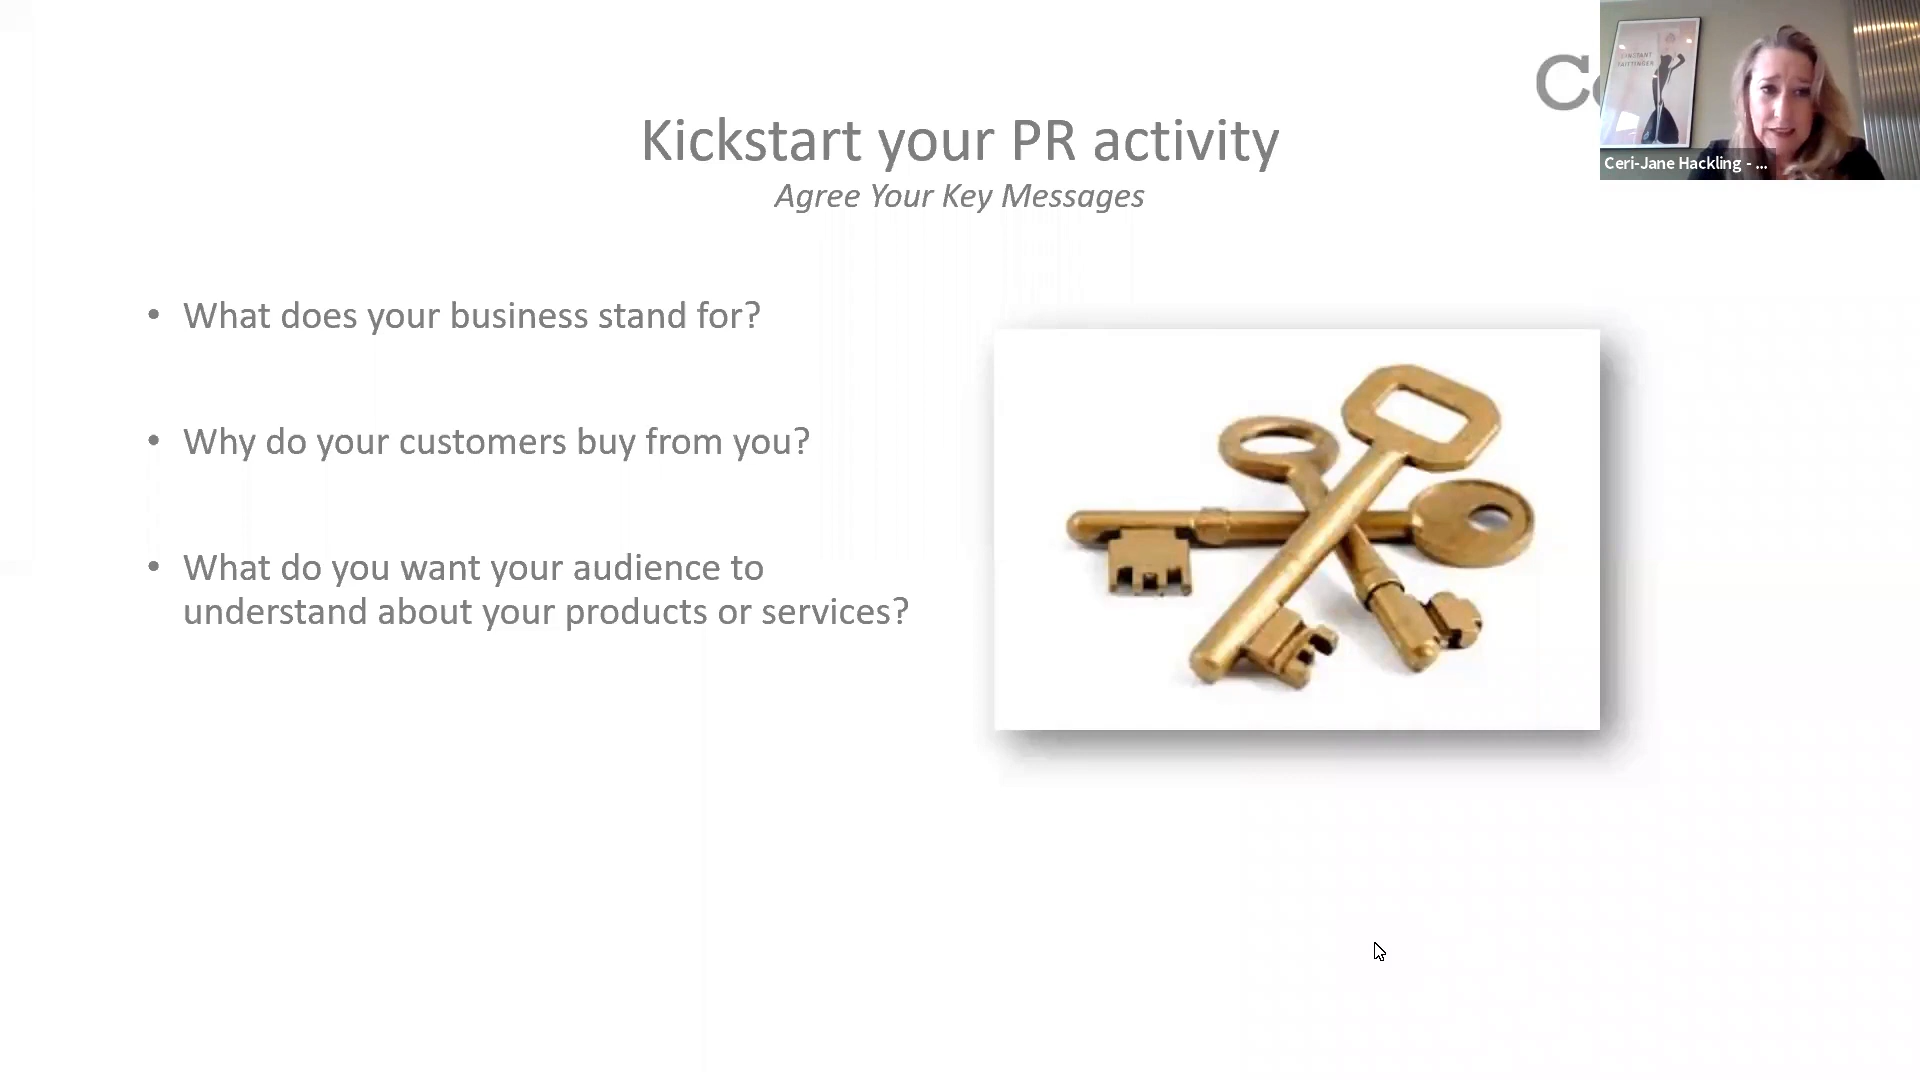 Kickstart your PR activity
Agree Your Key Messages
Ceri-Jane Hackling - ...
• What does your business stand for?
• Why do your customers buy from you?
• What do you want your audience to
understand about your products or services?